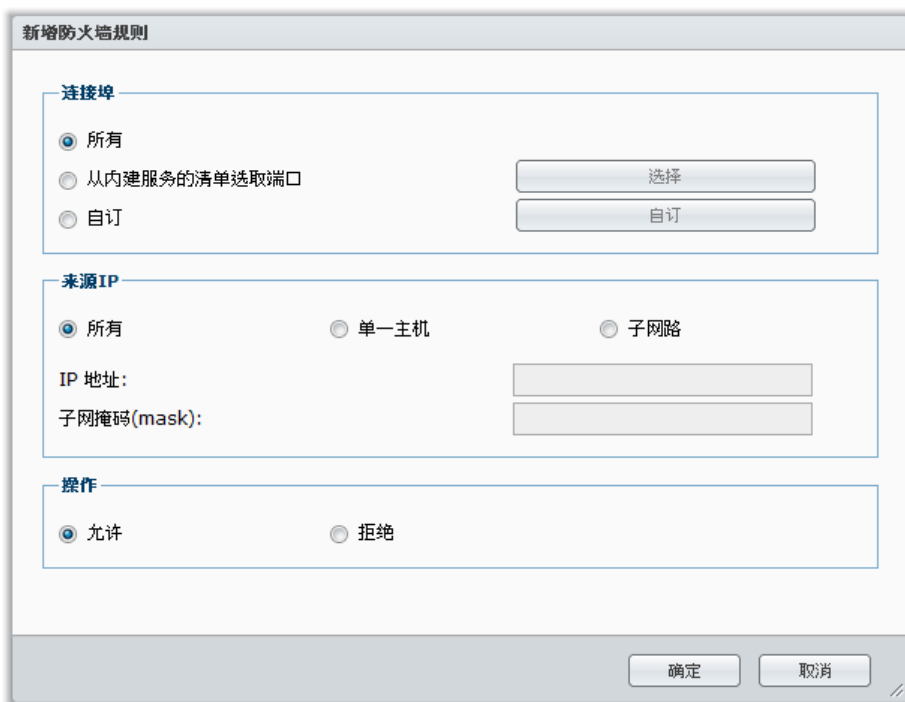 新增防火墙规则
连接埠
所有
从内建服务的清单选取端口
选择
自订
自订
来源IP
所有 单一主机 子网路
IP 地址:
子网掩码(mask):
操作
允许 拒绝
确定 取消